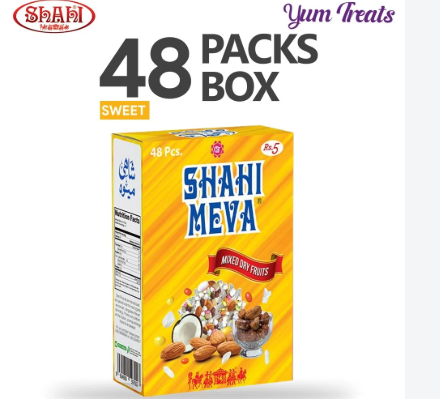 SHAHI
Yum Treats
48 PACKS
BOX
SWEET
48 Pcs.
Rs.5
شاہی
میوہ
SHAHI
MEVA
®
Nutrition Facts
MIXED DRY FRUITS